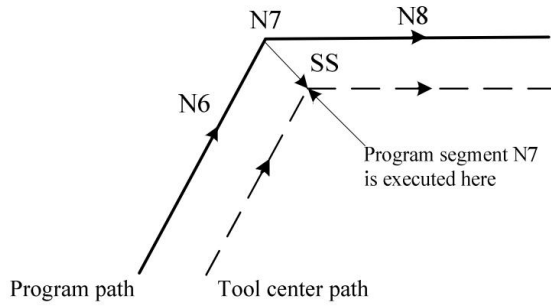 N7
N8
SS
N6
Program segment N7
is executed here
Program path
Tool center path